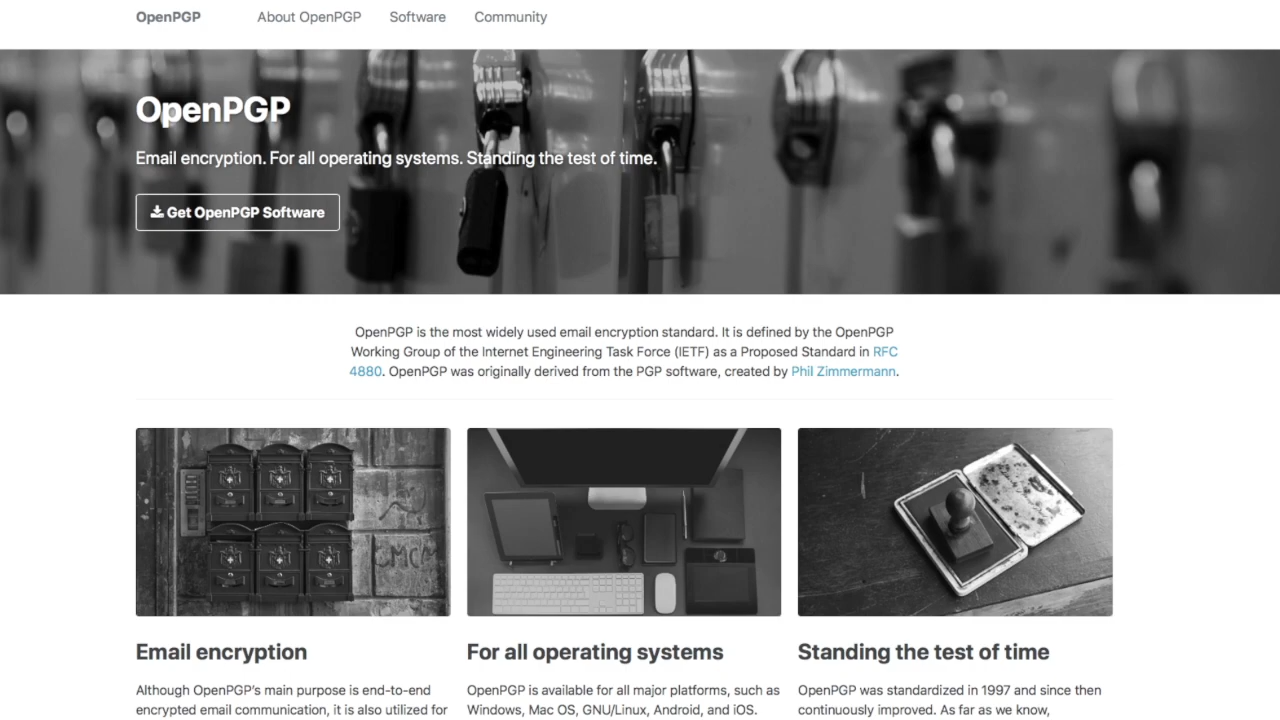 OpenPGP About OpenPGP Software Community
OpenPGP
Email encryption. For all operating systems. Standing the test of time.
Get OpenPGP Software
OpenPGP is the most widely used email encryption standard. It is defined by the OpenPGP
Working Group of the Internet Engineering Task Force (IETF) as a Proposed Standard in RFC
4880. OpenPGP was originally derived from the PGP software, created by Phil Zimmermann.
Email encryption
Although OpenPGP's main purpose is end-to-end
encrypted email communication, it is also utilized for
For all operating systems
OpenPGP is available for all major platforms, such as
Windows, Mac OS, GNU/Linux, Android, and iOS.
Standing the test of time
OpenPGP was standardized in 1997 and since then
continuously improved. As far as we know,